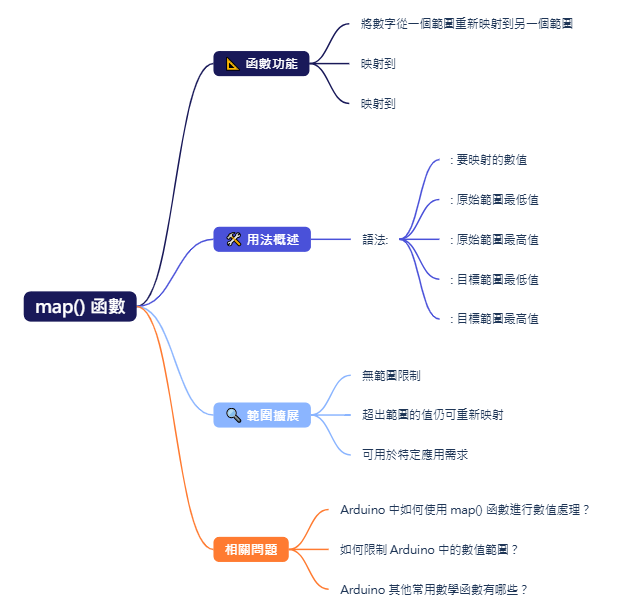 map() 函數
函數功能
將數字從一個範圍重新映射到另一個範圍
映射到
映射到
用法概述
語法:
: 要映射的數值
: 原始範圍最低值
: 原始範圍最高值
: 目標範圍最低值
: 目標範圍最高值
範圍擴展
無範圍限制
超出範圍的值仍可重新映射
可用於特定應用需求
相關問題
Arduino 中如何使用 map() 函數進行數值處理？
如何限制 Arduino 中的數值範圍？
Arduino 其他常用數學函數有哪些？